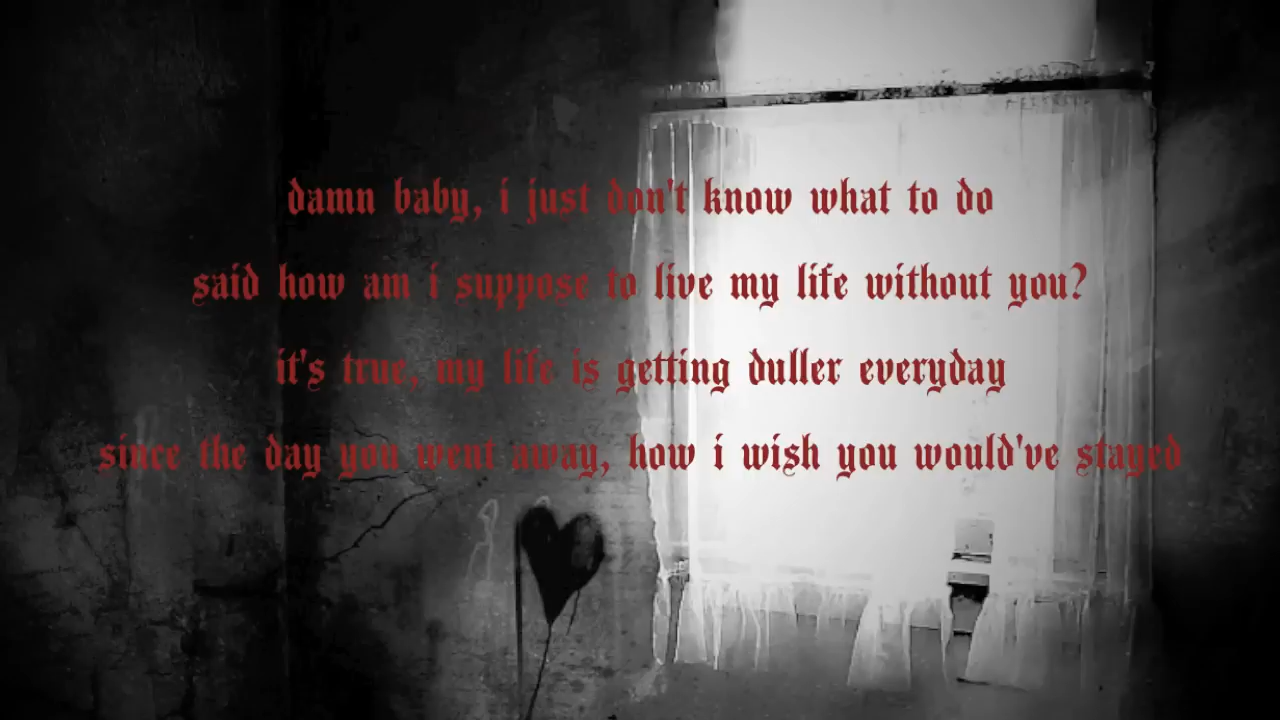 damn baby, i just don't know what to do
said how am i suppose to live my life without you?
it's true, my life is getting duller everyday
since the day you went away, how i wish you would've stayed